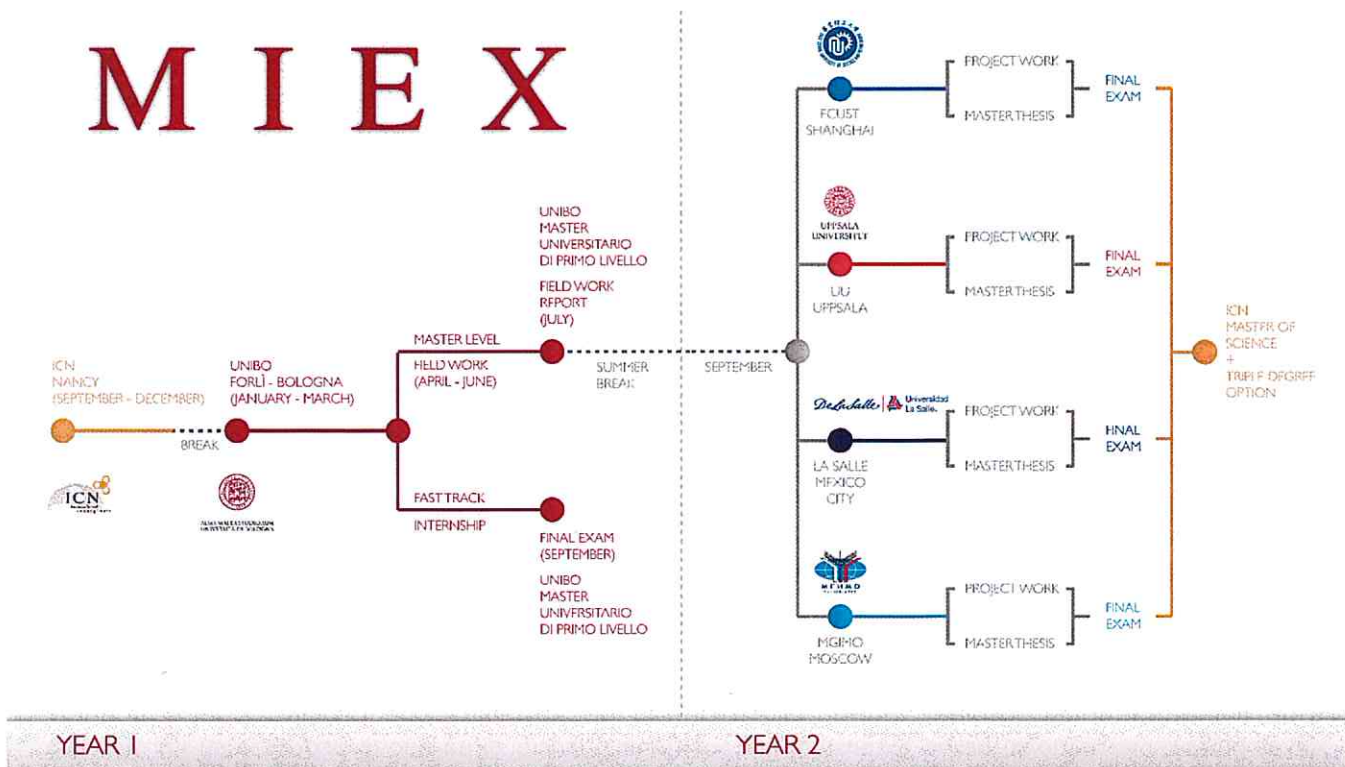 MIEX
ICN
NANCY
(SEPTEMBER - DECEMBER)
BREAK
ICN
UNIBO
FORLÌ - BOLOGNA
(JANUARY - MARCH)
MASTER LEVEL
FIELD WORK
(APRIL - JUNE)
FAST TRACK
INTERNSHIP
UNIBO
MASTER
UNIVERSITARIO
DI PRIMO LIVELLO
FIELD WORK
REPORT
(JULY)
FINAL EXAM
(SEPTEMBER)
UNIBO
MASTER
UNIVERSITARIO
DI PRIMO LIVELLO
SUMMER
BREAK
SEPTEMBER
SHANGHAI
PROJECT WORK
MASTER THESIS
FINAL
EXAM
UPPSALA
UNIVERSITET
UU
UPPSALA
PROJECT WORK
MASTER THESIS
FINAL
EXAM
De La Salle
Universidad
La Salle.
LA SALLE
MEXICO
CITY
PROJECT WORK
MASTER THESIS
FINAL
EXAM
МГИМО
MGIMO
MOSCOW
PROJECT WORK
MASTER THESIS
FINAL
EXAM
ICN
MASTER OF
SCIENCE
+
TRIPLE DEGREE
OPTION
YEAR 1
YEAR 2